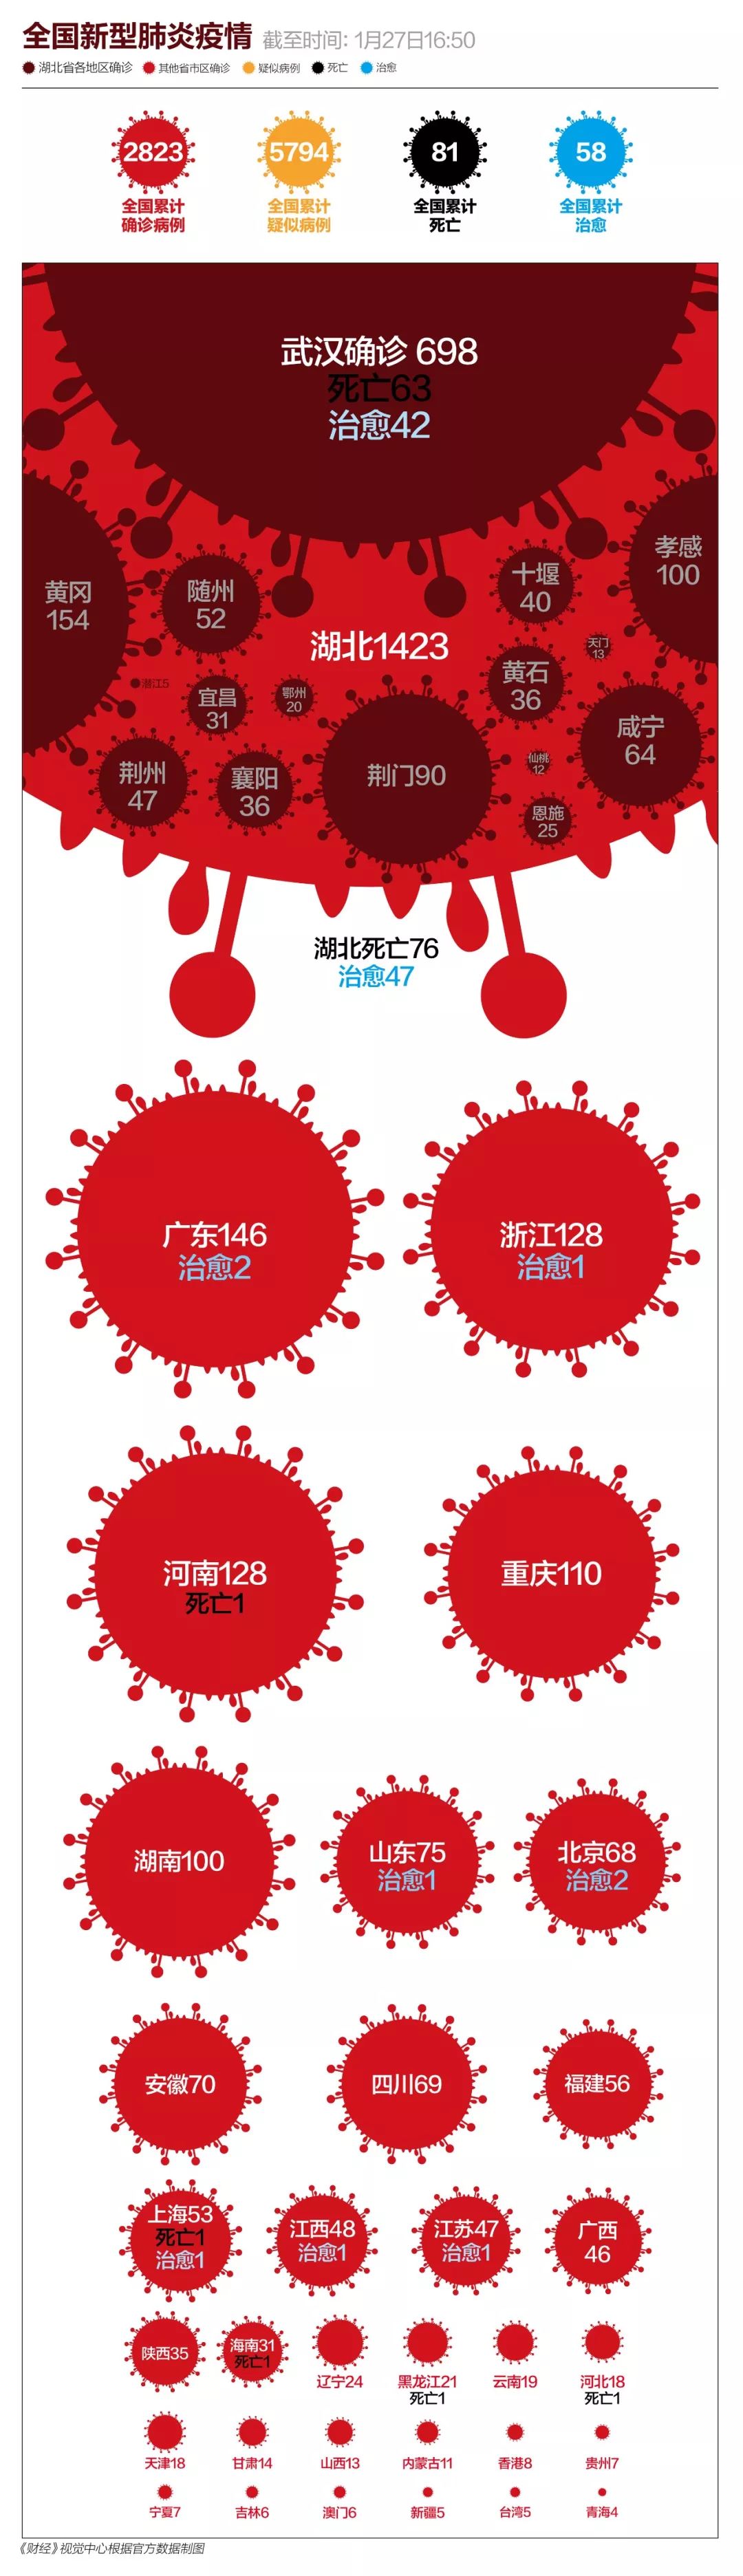 全国新型肺炎疫情 截至时间：1月27日16:50
湖北省各地区确诊 其他省市区确诊 疑似病例 死亡 治愈
2823 5794 81 58
全国累计 全国累计 全国累计 全国累计
确诊病例 疑似病例 死亡 治愈
武汉确诊 698
死亡63
治愈42
黄冈
154
随州
52
十堰
40
孝感
100
湖北1423
天门
13
潜江5
宜昌
31
鄂州
20
黄石
36
咸宁
64
荆州
47
襄阳
36
荆门90
仙桃
12
恩施
25
湖北死亡76
治愈47
广东146
治愈2
浙江128
治愈1
河南128
死亡1
重庆110
湖南100
山东75
治愈1
北京68
治愈2
安徽70
四川69
福建56
上海53
死亡1
治愈1
江西48
治愈1
江苏47
治愈1
广西
46
陕西35
海南31
死亡1
辽宁24
黑龙江21
死亡1
云南19
河北18
死亡1
天津18 甘肃14 山西13 内蒙古11 香港8 贵州7
宁夏7 吉林6 澳门6 新疆5 台湾5 青海4
《财经》视觉中心根据官方数据制图